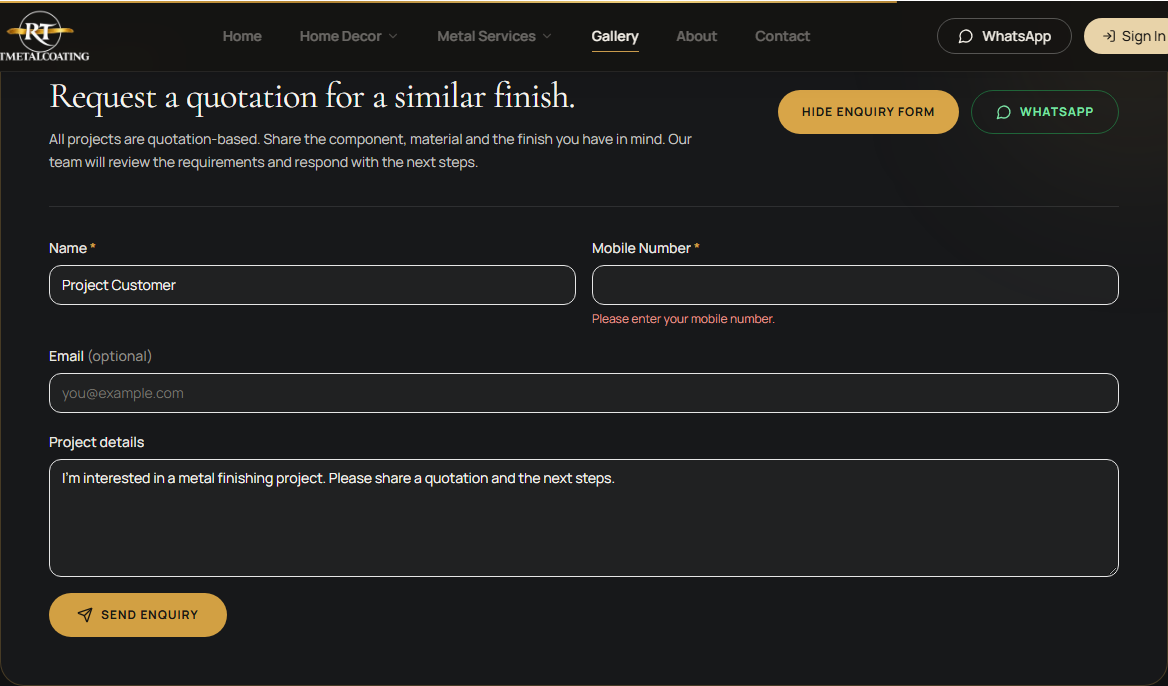 RT
TMETALCOATING
Home
Home Decor
Metal Services
Gallery
About
Contact
WhatsApp
Sign In
Request a quotation for a similar finish.
All projects are quotation-based. Share the component, material and the finish you have in mind. Our
team will review the requirements and respond with the next steps.
HIDE ENQUIRY FORM
WHATSAPP
Name *
Mobile Number *
Project Customer
Please enter your mobile number.
Email (optional)
you@example.com
Project details
I'm interested in a metal finishing project. Please share a quotation and the next steps.
SEND ENQUIRY